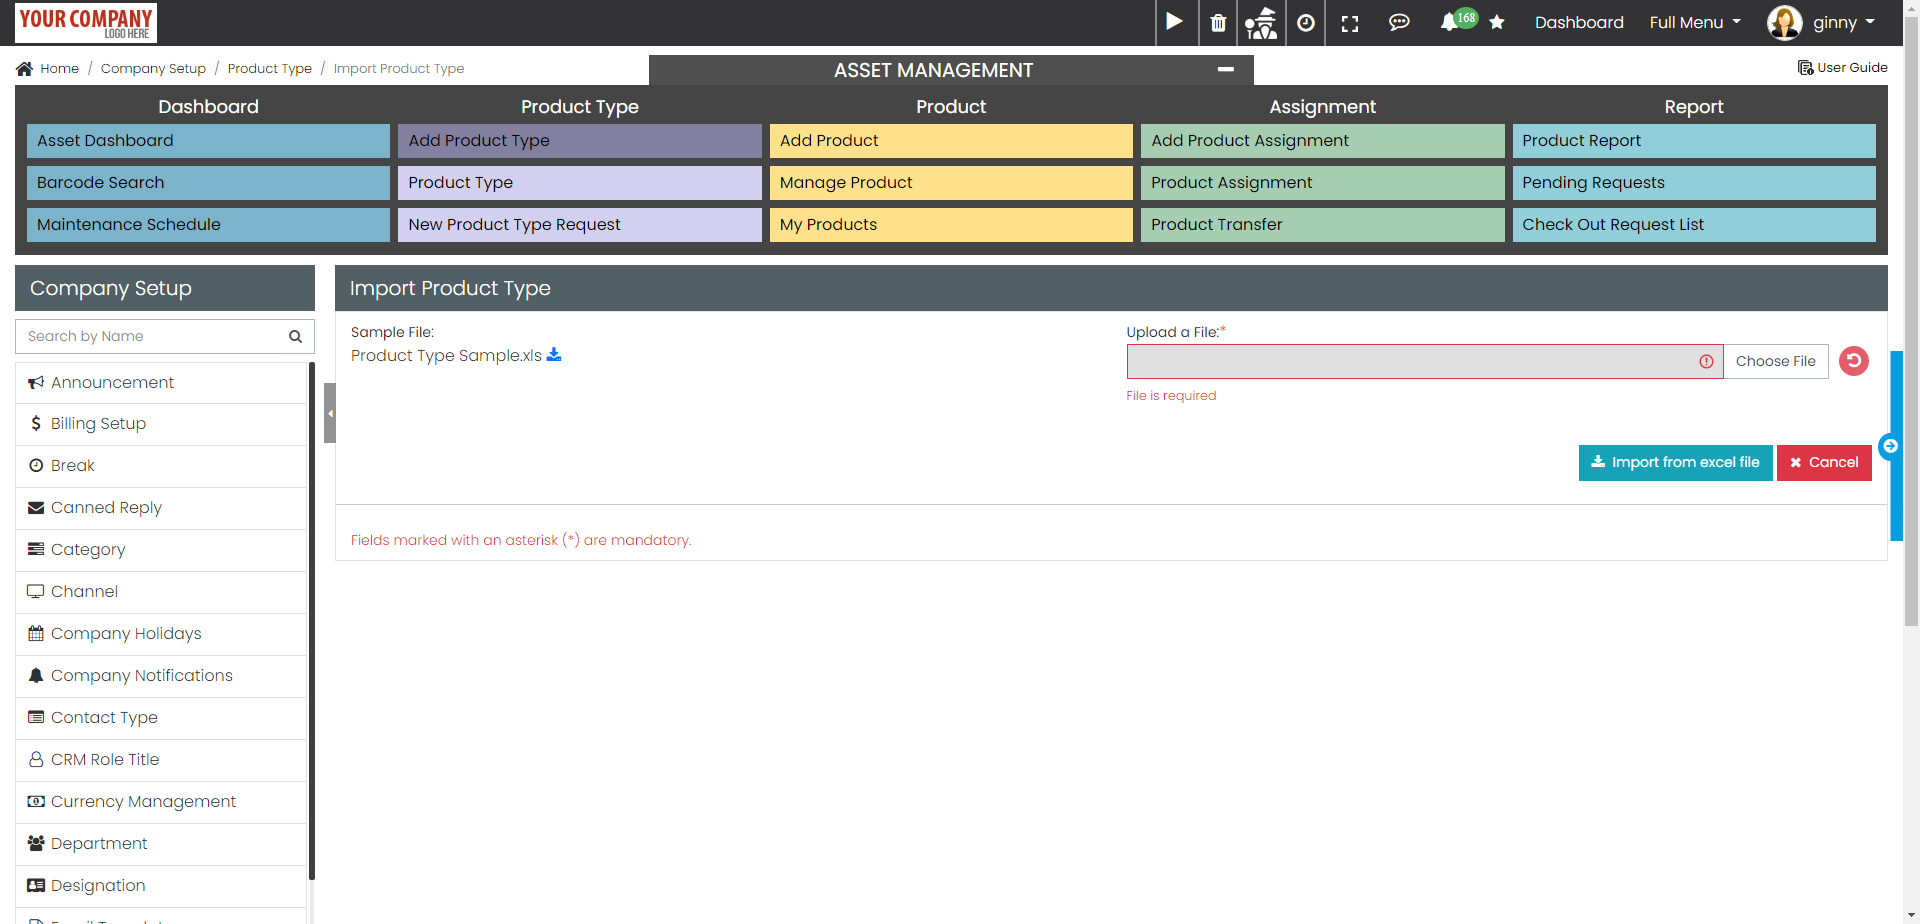 YOUR COMPANY
LOGO HERE
168
Dashboard
Full Menu
ginny
Home / Company Setup / Product Type / Import Product Type
ASSET MANAGEMENT
User Guide
Dashboard
Asset Dashboard
Barcode Search
Maintenance Schedule
Product Type
Add Product Type
Product Type
New Product Type Request
Product
Add Product
Manage Product
My Products
Assignment
Add Product Assignment
Product Assignment
Product Transfer
Report
Product Report
Pending Requests
Check Out Request List
Company Setup
Search by Name
Announcement
Billing Setup
Break
Canned Reply
Category
Channel
Company Holidays
Company Notifications
Contact Type
CRM Role Title
Currency Management
Department
Designation
Import Product Type
Sample File:
Product Type Sample.xls
Upload a File:*
Choose File
File is required
Import from excel file
Cancel
Fields marked with an asterisk (*) are mandatory.